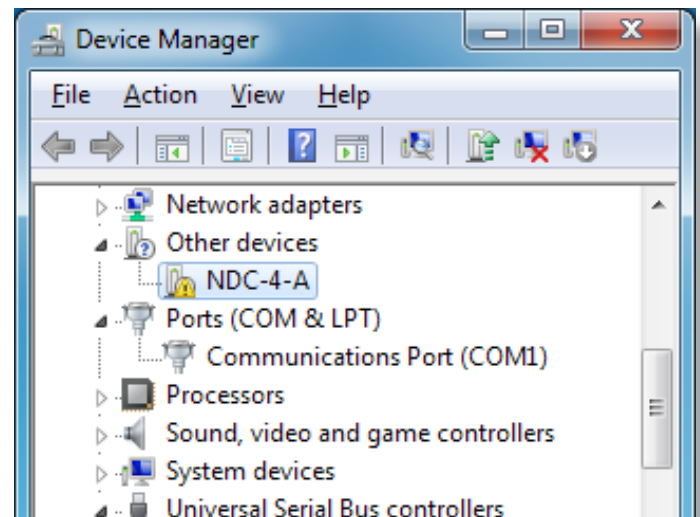 Device Manager
File Action View Help
Network adapters
Other devices
NDC-4-A
Ports (COM & LPT)
Communications Port (COM1)
Processors
Sound, video and game controllers
System devices
Universal Serial Bus controllers